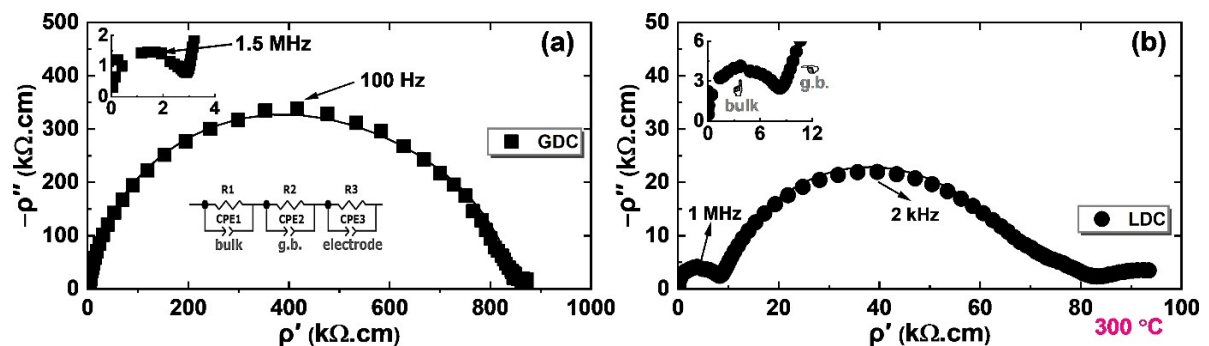 500
400
300
200
100
0
0
200
400
600
800
1000
−ρ″ (kΩ.cm)
ρ′ (kΩ.cm)
2
1
0
0
2
4
1.5 MHz
(a)
100 Hz
GDC
R1
R2
R3
CPE1
CPE2
CPE3
bulk
g.b.
electrode
50
40
30
20
10
0
0
20
40
60
80
100
−ρ″ (kΩ.cm)
ρ′ (kΩ.cm)
6
3
0
0
6
12
bulk
g.b.
(b)
1 MHz
2 kHz
LDC
300 °C